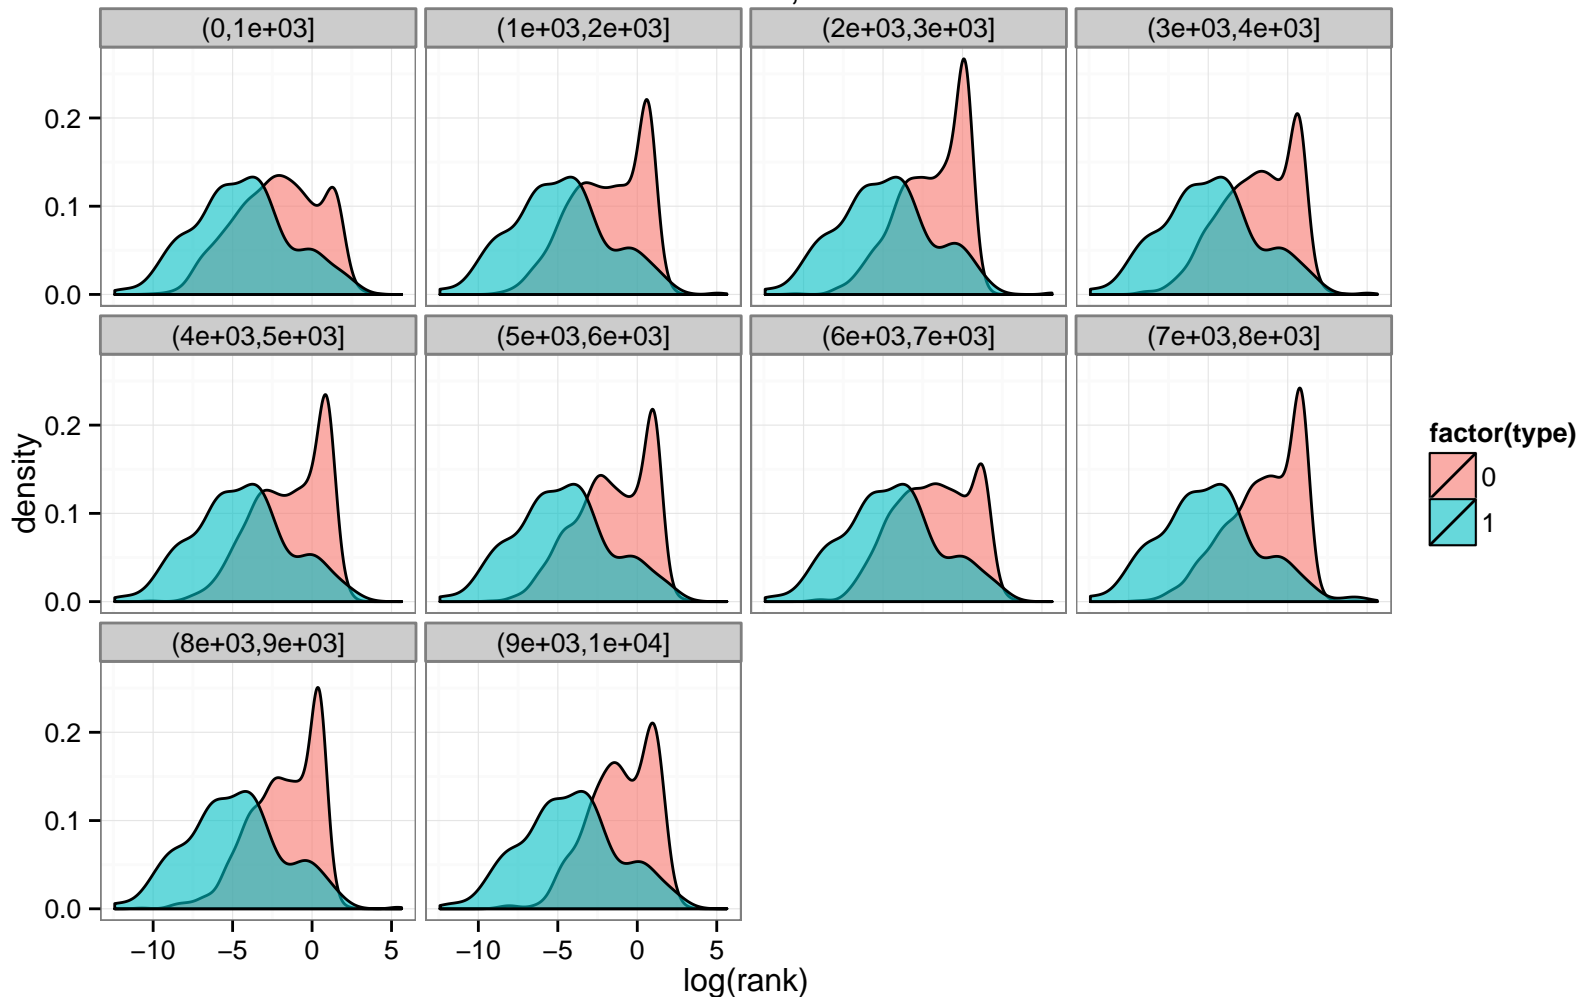 (0,1e+03] (1e+03,2e+03] (2e+03,3e+03] (3e+03,4e+03]
0.2
0.1
0.0
(4e+03,5e+03] (5e+03,6e+03] (6e+03,7e+03] (7e+03,8e+03]
0.2
0.1
0.0
(8e+03,9e+03] (9e+03,1e+04]
0.2
0.1
0.0
−10 −5 0 5 −10 −5 0 5
log(rank)
density
factor(type)
0
1